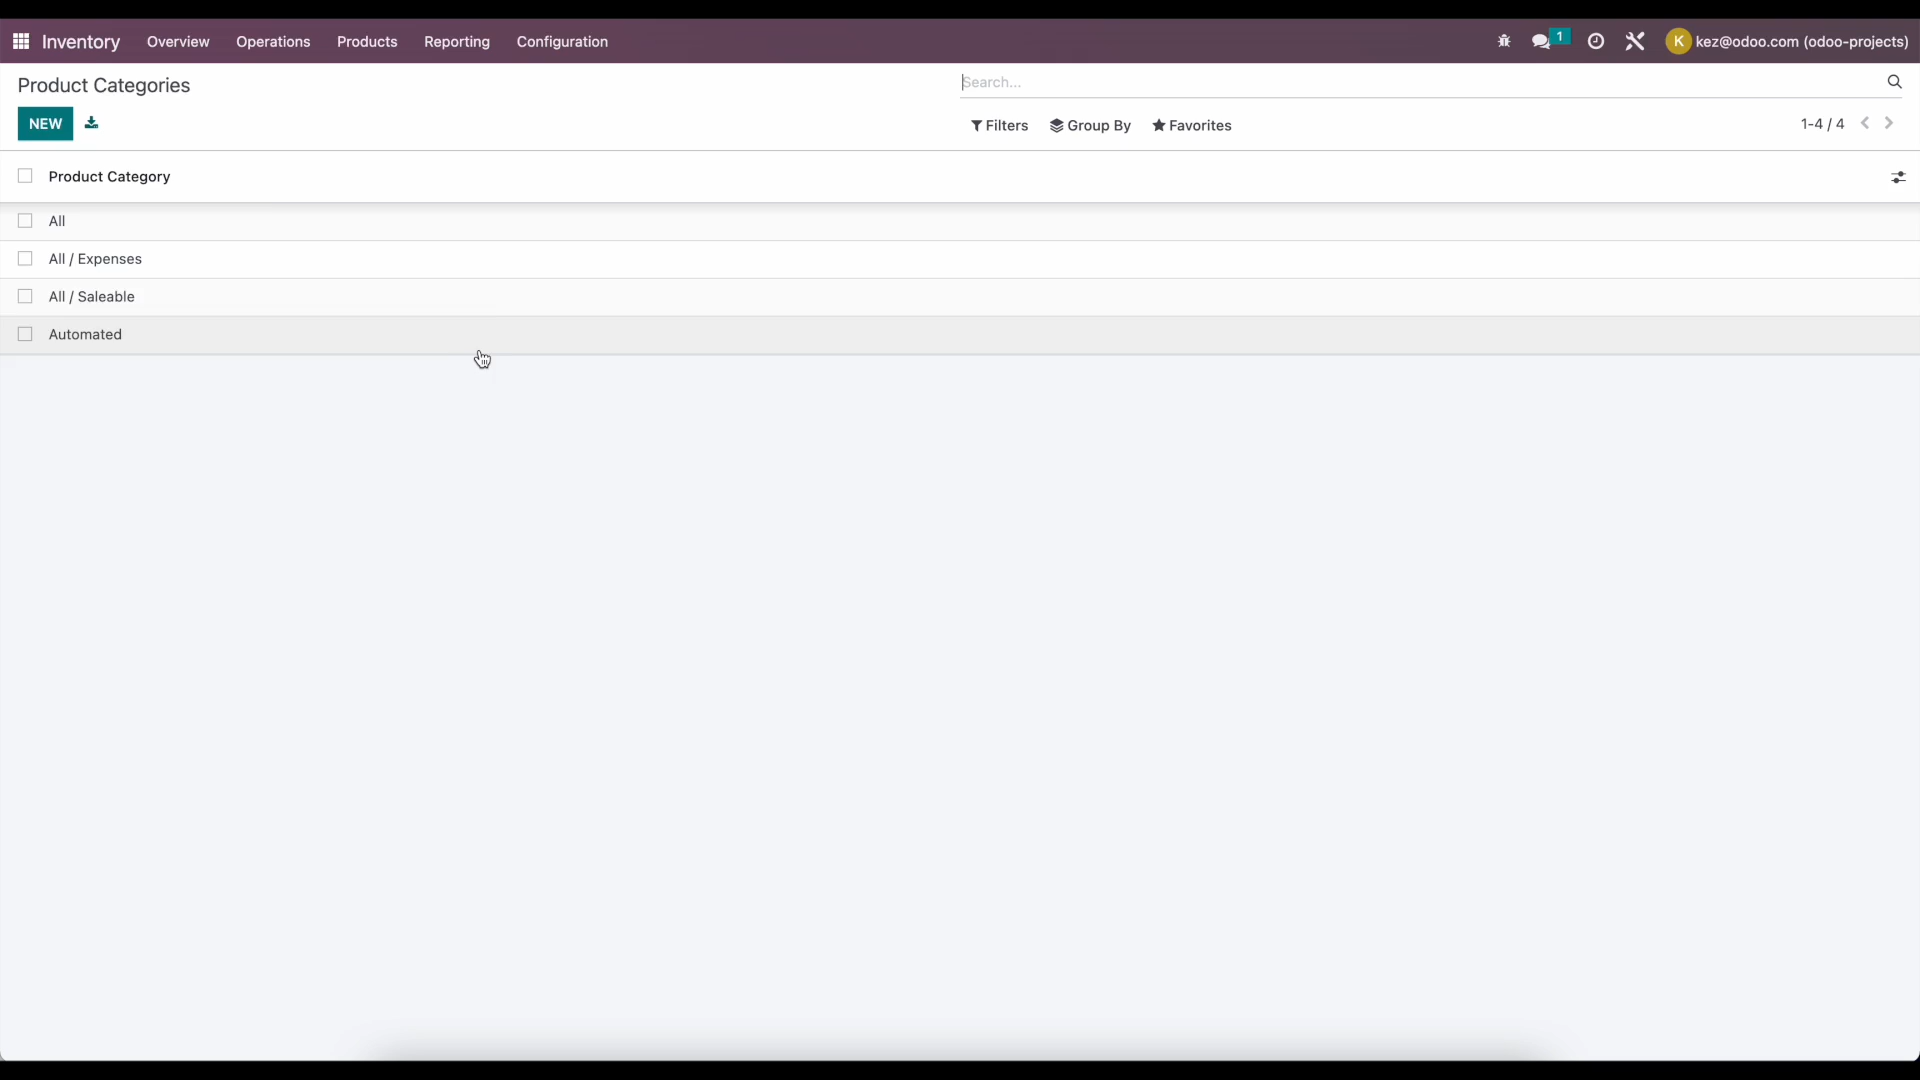 Inventory Overview Operations Products Reporting Configuration 1 K kez@odoo.com (odoo-projects)
Product Categories Search...
NEW Filters Group By Favorites 1-4 / 4
Product Category
All
All / Expenses
All / Saleable
Automated